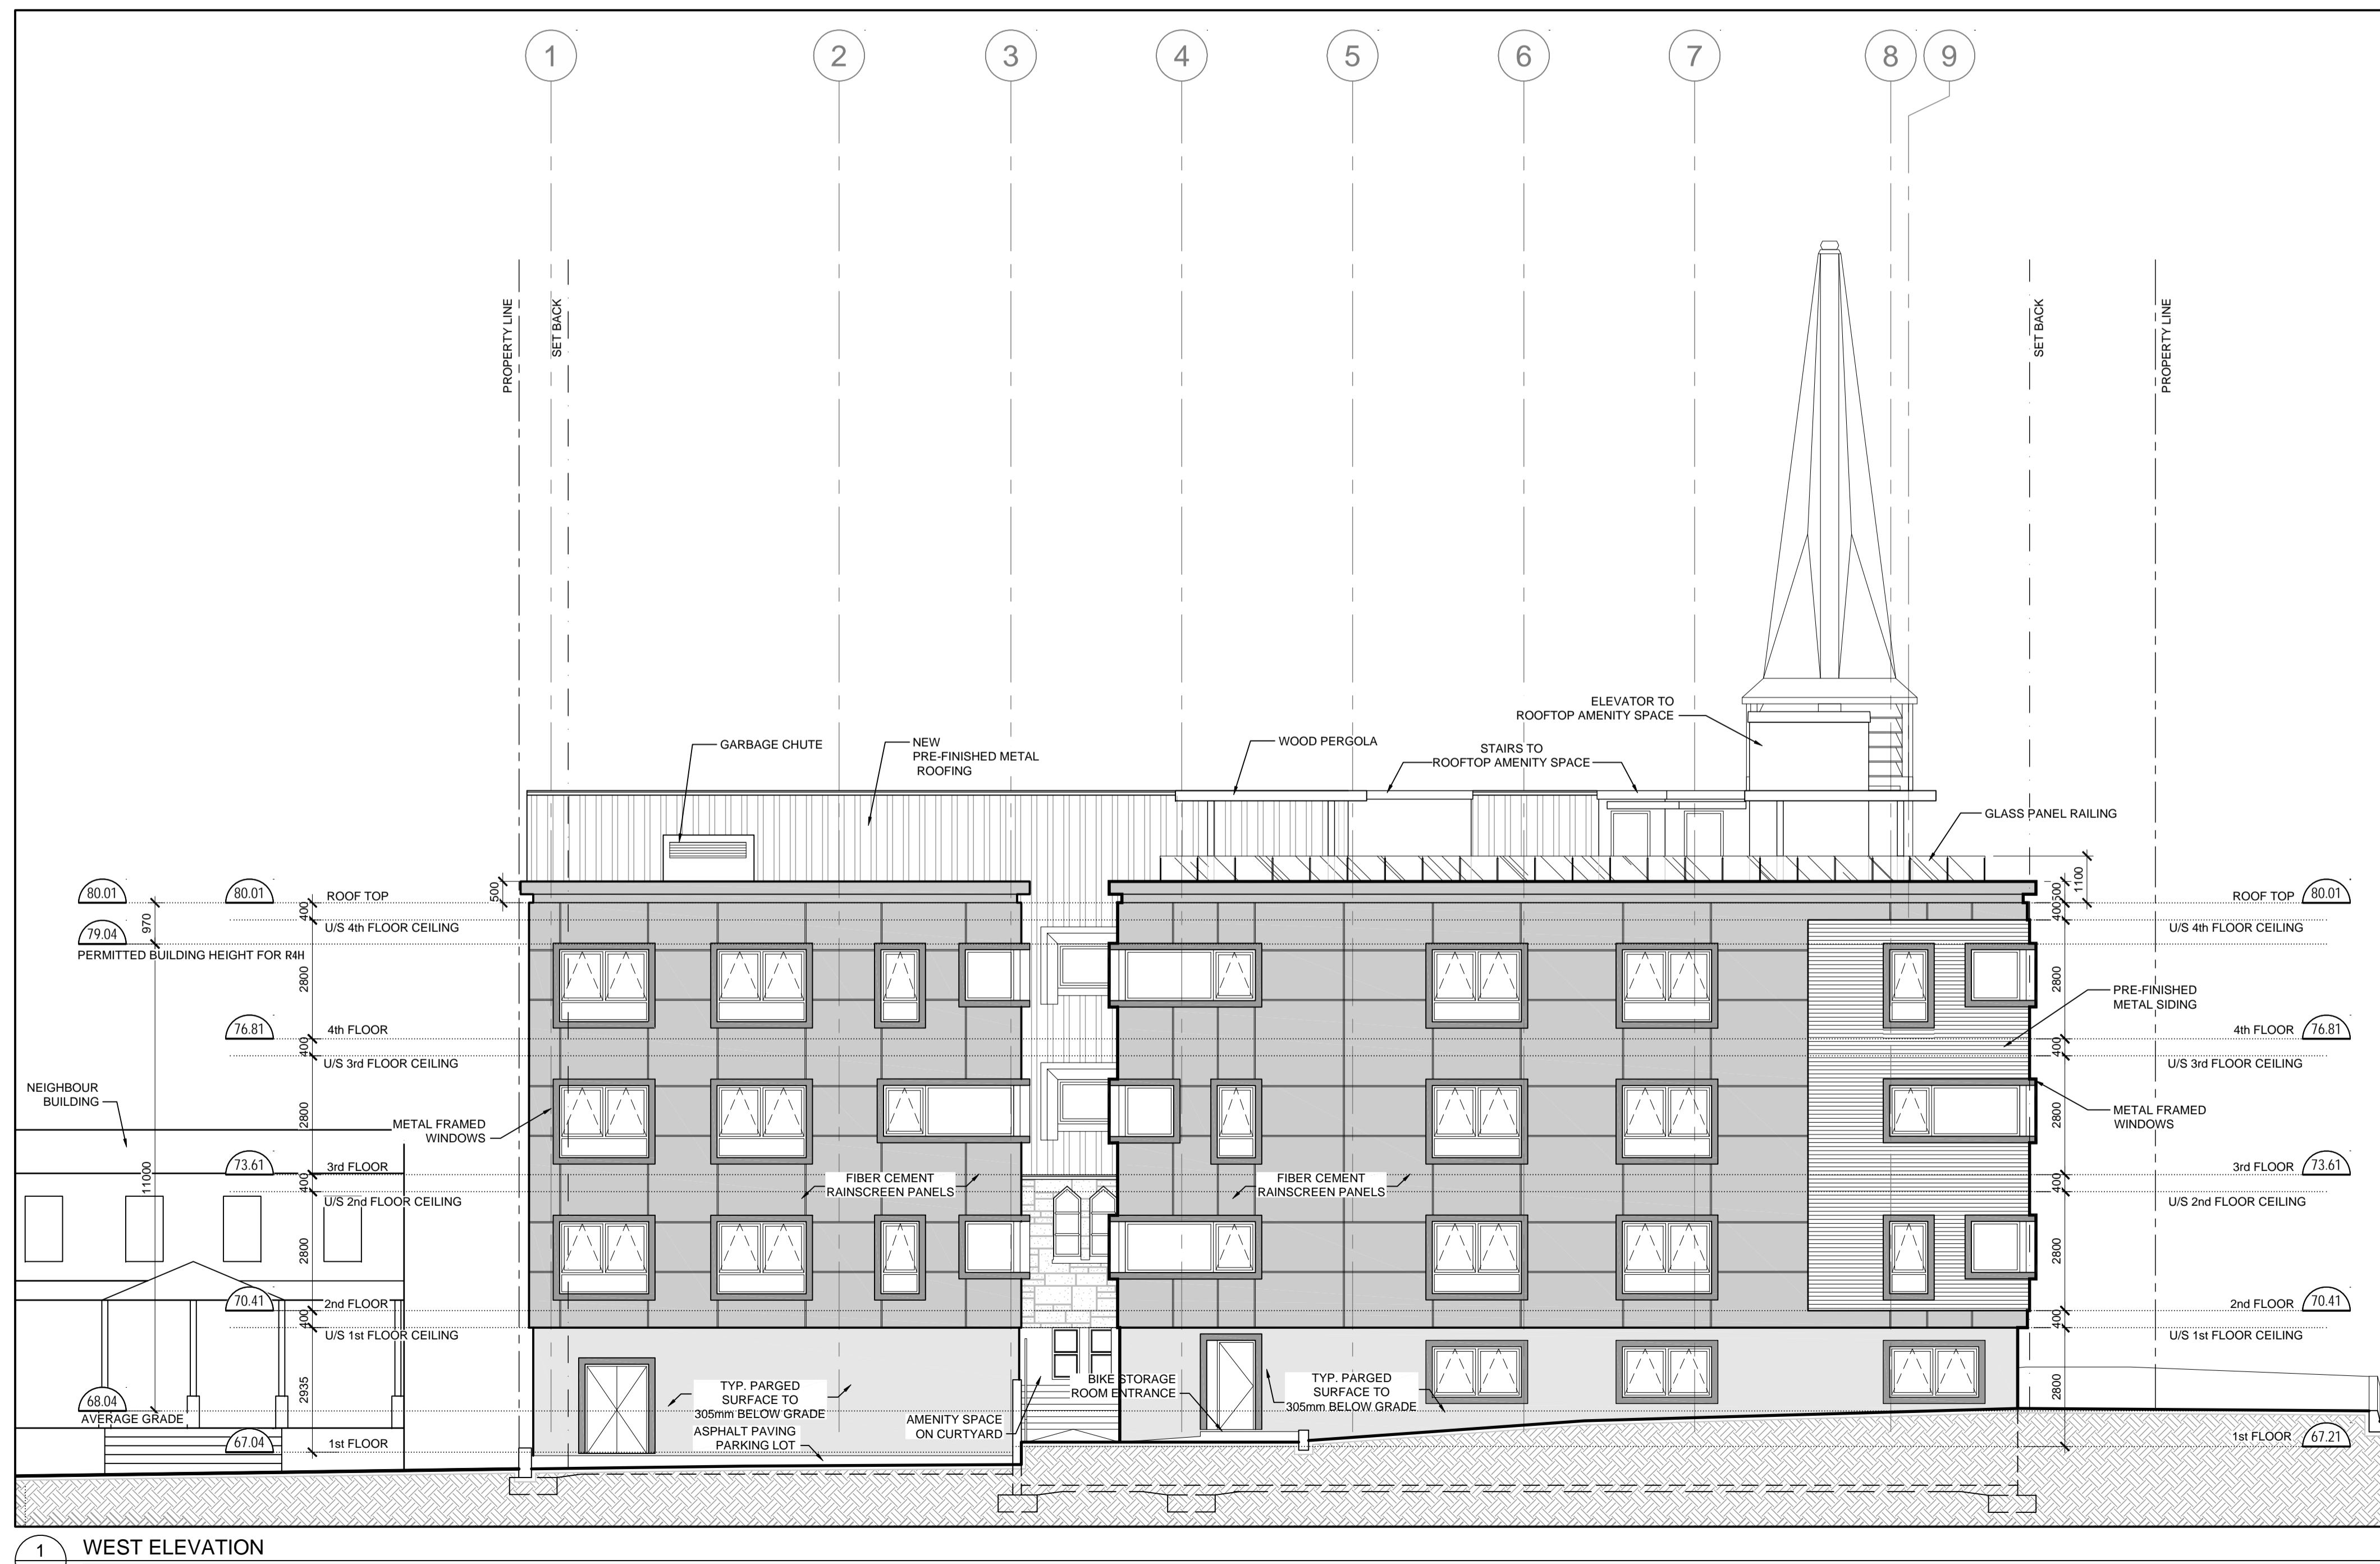 1
2
3
4
5
6
7
8
9
PROPERTY LINE
SET BACK
SET BACK
PROPERTY LINE
ELEVATOR TO
ROOFTOP AMENITY SPACE
GARBAGE CHUTE
NEW
PRE-FINISHED METAL
ROOFING
WOOD PERGOLA
STAIRS TO
ROOFTOP AMENITY SPACE
GLASS PANEL RAILING
80.01
80.01
ROOF TOP
500
400
970
U/S 4th FLOOR CEILING
79.04
PERMITTED BUILDING HEIGHT FOR R4H
2800
76.81
4th FLOOR
400
U/S 3rd FLOOR CEILING
NEIGHBOUR
BUILDING
2800
METAL FRAMED
WINDOWS
11000
73.61
3rd FLOOR
400
U/S 2nd FLOOR CEILING
2800
70.41
2nd FLOOR
400
U/S 1st FLOOR CEILING
2935
68.04
AVERAGE GRADE
67.04
1st FLOOR
FIBER CEMENT
RAINSCREEN PANELS
FIBER CEMENT
RAINSCREEN PANELS
TYP. PARGED
SURFACE TO
305mm BELOW GRADE
ASPHALT PAVING
PARKING LOT
AMENITY SPACE
ON CURTYARD
BIKE STORAGE
ROOM ENTRANCE
TYP. PARGED
SURFACE TO
305mm BELOW GRADE
1100
500
400
ROOF TOP
80.01
U/S 4th FLOOR CEILING
2800
PRE-FINISHED
METAL SIDING
4th FLOOR
76.81
400
U/S 3rd FLOOR CEILING
2800
METAL FRAMED
WINDOWS
3rd FLOOR
73.61
400
U/S 2nd FLOOR CEILING
2800
2nd FLOOR
70.41
400
U/S 1st FLOOR CEILING
2800
1st FLOOR
67.21
1
WEST ELEVATION